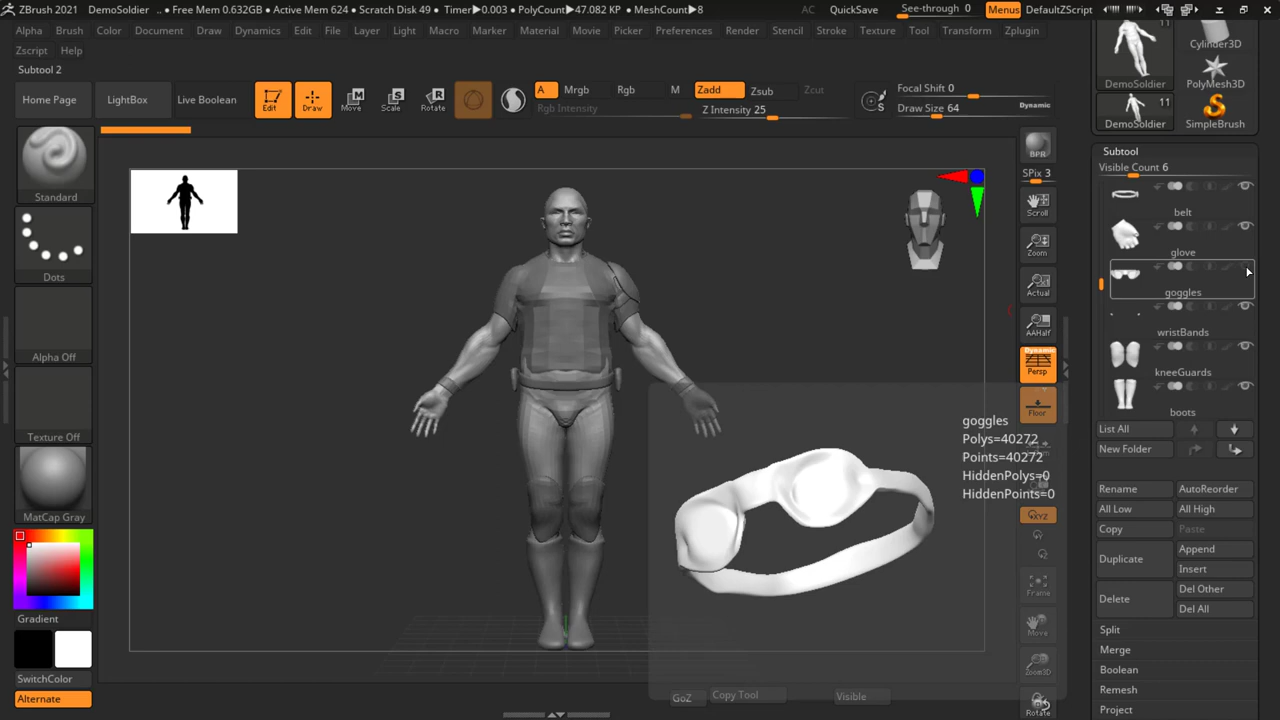 ZBrush 2021 DemoSoldier .. ● Free Mem 0.632GB ● Active Mem 624 ● Scratch Disk 49 ● Timer▶0.003 ● PolyCount▶47.082 KP ● MeshCount▶8 AC QuickSave See-through 0 Menus DefaultZScript
Alpha Brush Color Document Draw Dynamics Edit File Layer Light Macro Marker Material Movie Picker Preferences Render Stencil Stroke Texture Tool Transform Zplugin
Zscript Help
Subtool 2
Home Page LightBox Live Boolean Edit Draw Move Scale Rotate
A Mrgb Rgb M Zadd Zsub Zcut
Rgb Intensity Z Intensity 25
Focal Shift 0
Draw Size 64 Dynamic
Standard
Dots
Alpha Off
Texture Off
MatCap Gray
Gradient
SwitchColor
Alternate
BPR
SPix 3
Scroll
Zoom
Actual
AAHalf
Dynamic
Persp
Floor
XYZ
Frame
Move
Zoom3D
Rotate
goggles
Polys=40272
Points=40272
HiddenPolys=0
HiddenPoints=0
GoZ Copy Tool Visible
11 Cylinder3D
DemoSoldier PolyMesh3D
11
DemoSoldier SimpleBrush
Subtool
Visible Count 6
belt
glove
goggles
wristBands
kneeGuards
boots
List All
New Folder
Rename AutoReorder
All Low All High
Copy Paste
Duplicate Append
Insert
Delete Del Other
Del All
Split
Merge
Boolean
Remesh
Project